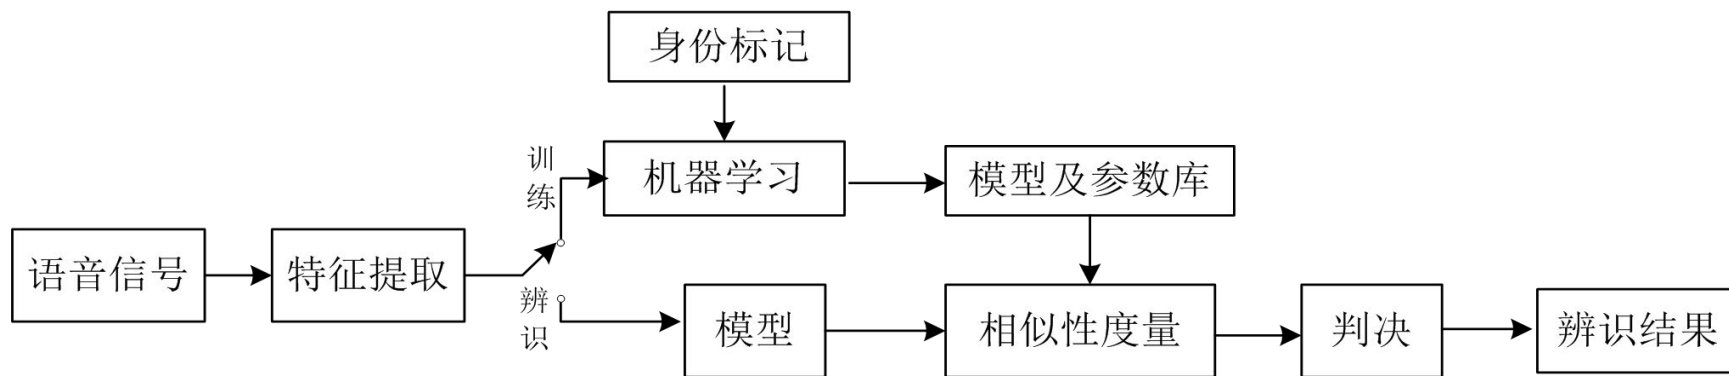 身份标记
训练
机器学习
模型及参数库
语音信号
特征提取
辨识
模型
相似性度量
判决
辨识结果